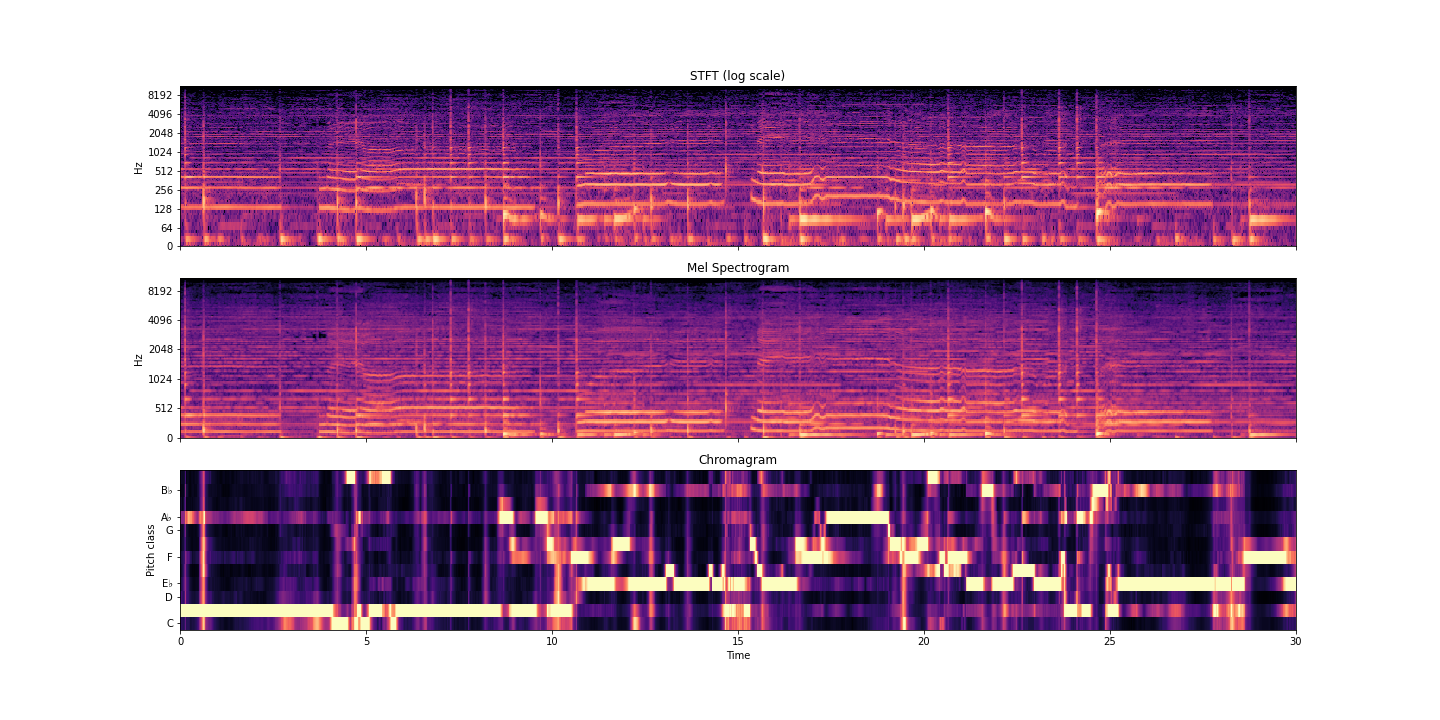 STFT (log scale)
8192
4096
2048
1024
512
256
128
64
0
Hz
Mel Spectrogram
8192
4096
2048
1024
512
0
Hz
Chromagram
B♭
A♭
G
F
E♭
D
C
Pitch class
0 5 10 15 20 25 30
Time